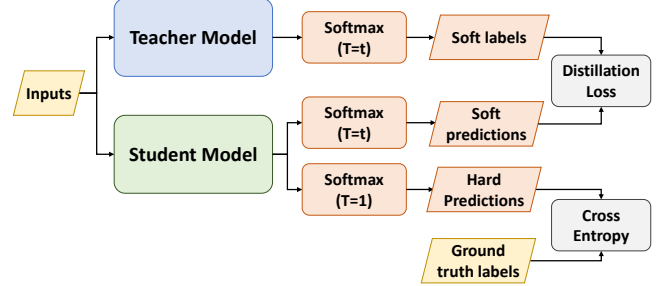 Inputs
Teacher Model
Softmax
(T=t)
Soft labels
Distillation
Loss
Student Model
Softmax
(T=t)
Soft
predictions
Softmax
(T=1)
Hard
Predictions
Cross
Entropy
Ground
truth labels